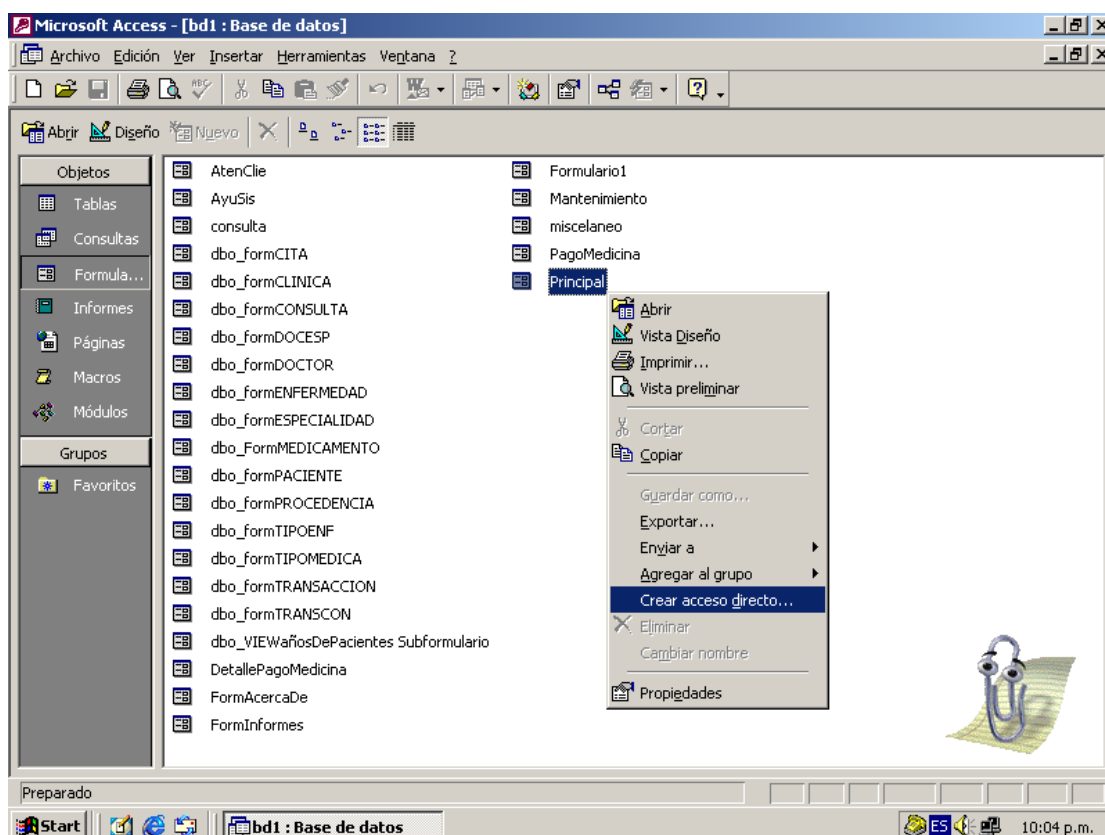 Microsoft Access - [bd1 : Base de datos]
Archivo Edición Ver Insertar Herramientas Ventana ?
Abrir Diseño Nuevo
Objetos
Tablas
Consultas
Formula...
Informes
Páginas
Macros
Módulos
Grupos
Favoritos
AtenClie
AyuSis
consulta
dbo_formCITA
dbo_formCLINICA
dbo_formCONSULTA
dbo_formDOCESP
dbo_formDOCTOR
dbo_formENFERMEDAD
dbo_formESPECIALIDAD
dbo_FormMEDICAMENTO
dbo_formPACIENTE
dbo_formPROCEDENCIA
dbo_formTIPOENF
dbo_formTIPOMEDICA
dbo_formTRANSACCION
dbo_formTRANSCON
dbo_VIEWañosDePacientes Subformulario
DetallePagoMedicina
FormAcercaDe
FormInformes
Formulario1
Mantenimiento
miscelaneo
PagoMedicina
Principal
Abrir
Vista Diseño
Imprimir...
Vista preliminar
Cortar
Copiar
Guardar como...
Exportar...
Enviar a
Agregar al grupo
Crear acceso directo...
Eliminar
Cambiar nombre
Propiedades
Preparado
Start
bd1 : Base de datos
ES
10:04 p.m.